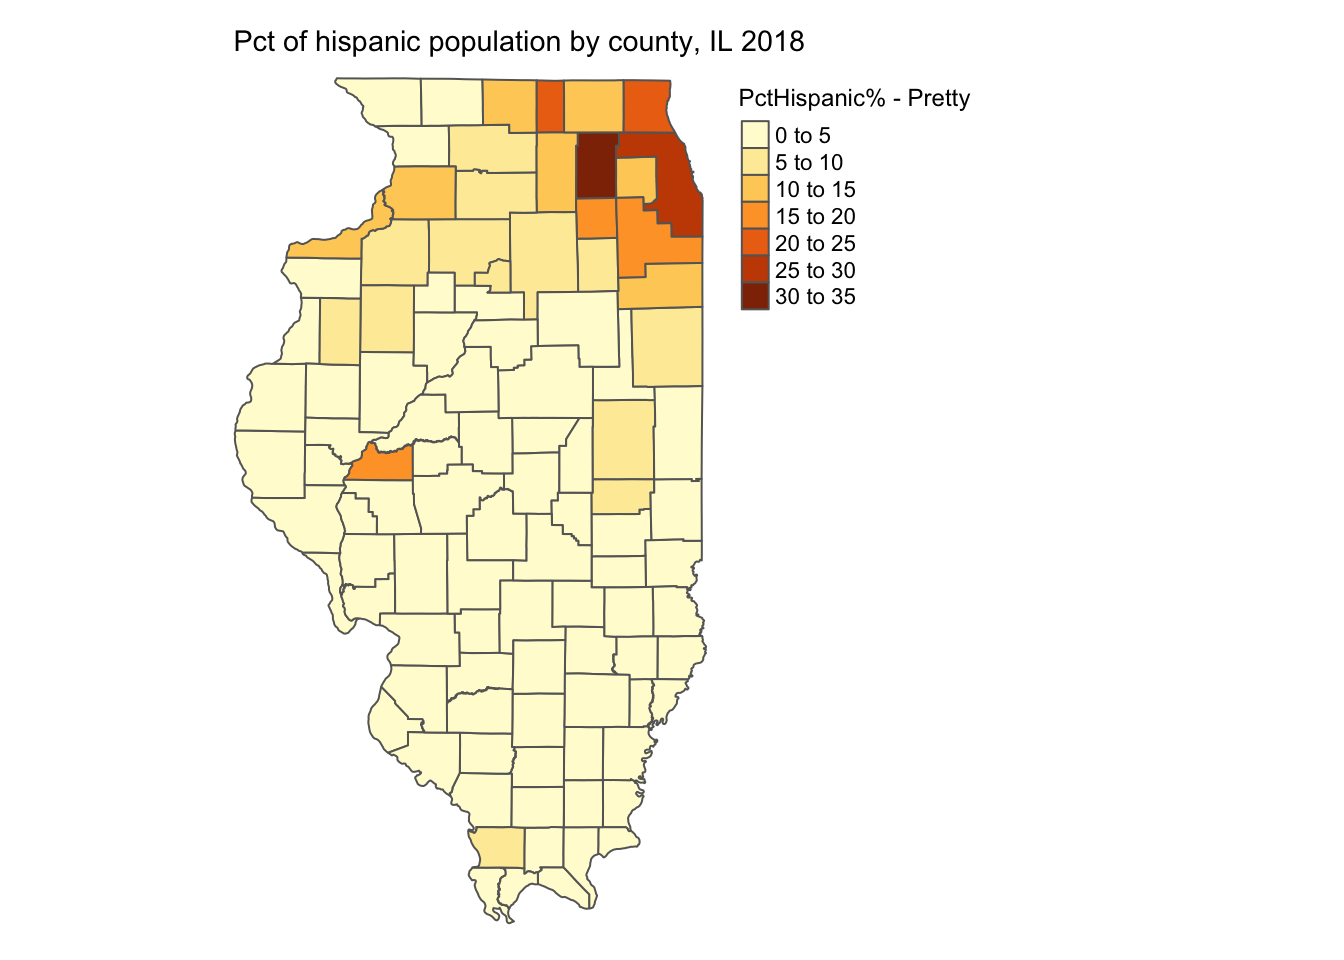 Pct of hispanic population by county, IL 2018
PctHispanic% - Pretty
0 to 5
5 to 10
10 to 15
15 to 20
20 to 25
25 to 30
30 to 35